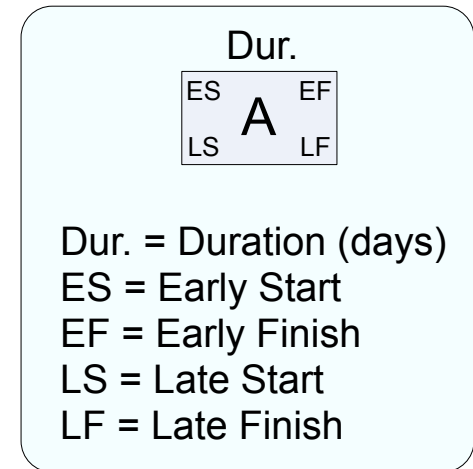 Dur.
ES EF
A
LS LF
Dur. = Duration (days)
ES = Early Start
EF = Early Finish
LS = Late Start
LF = Late Finish